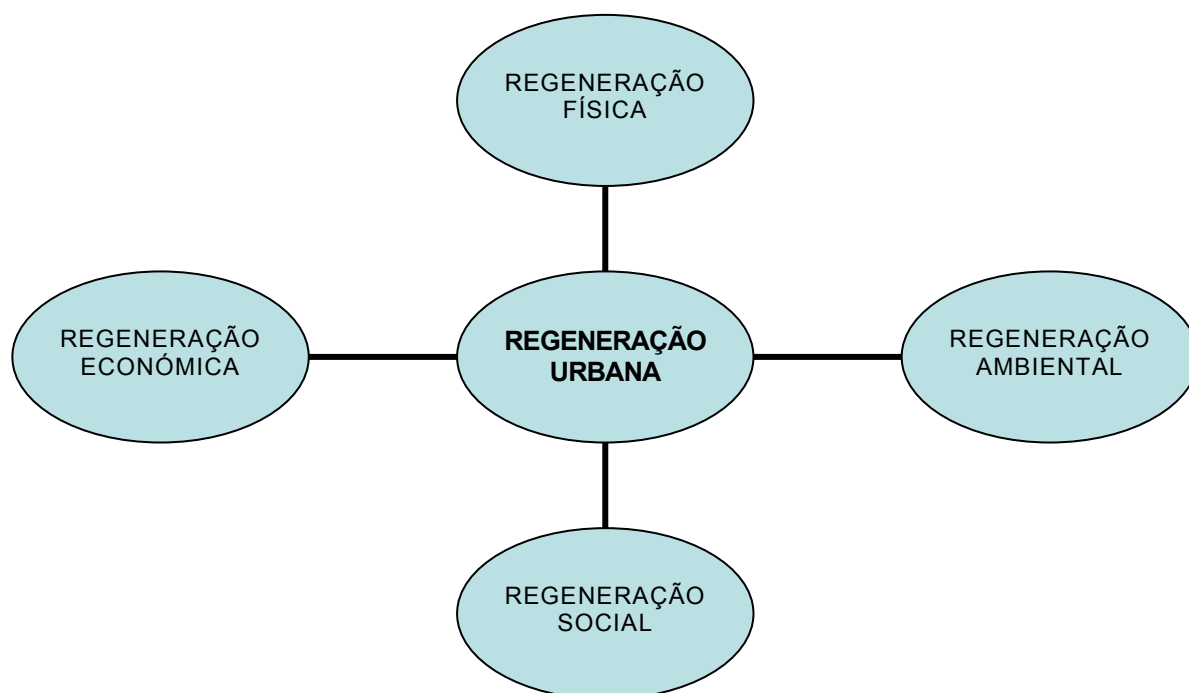 REGENERAÇÃO
FÍSICA
REGENERAÇÃO
ECONÓMICA
REGENERAÇÃO
URBANA
REGENERAÇÃO
AMBIENTAL
REGENERAÇÃO
SOCIAL